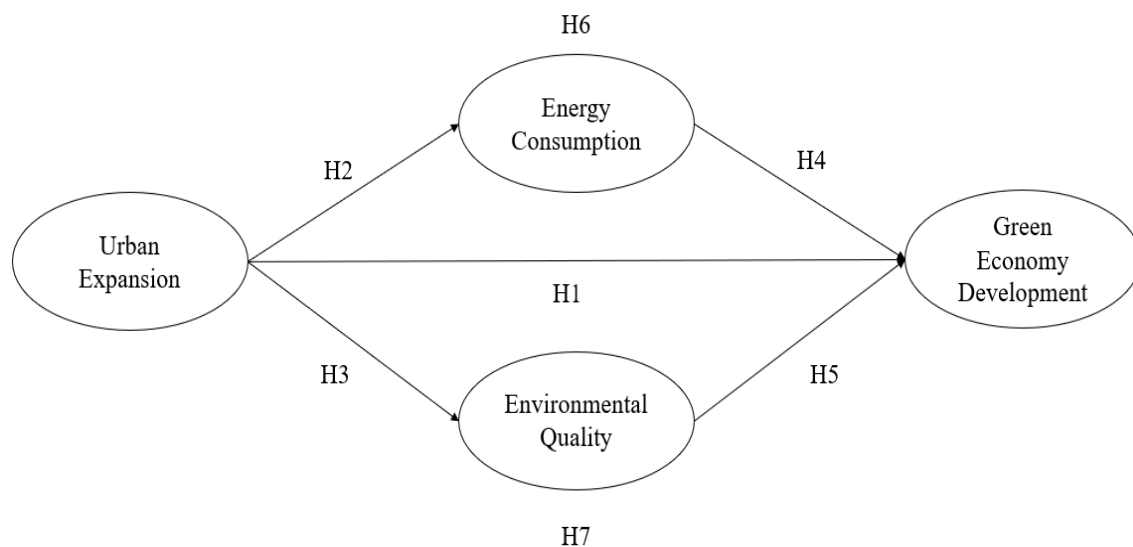 H6
Energy
Consumption
H2
H4
Urban
Expansion
Green
Economy
Development
H1
H3
H5
Environmental
Quality
H7